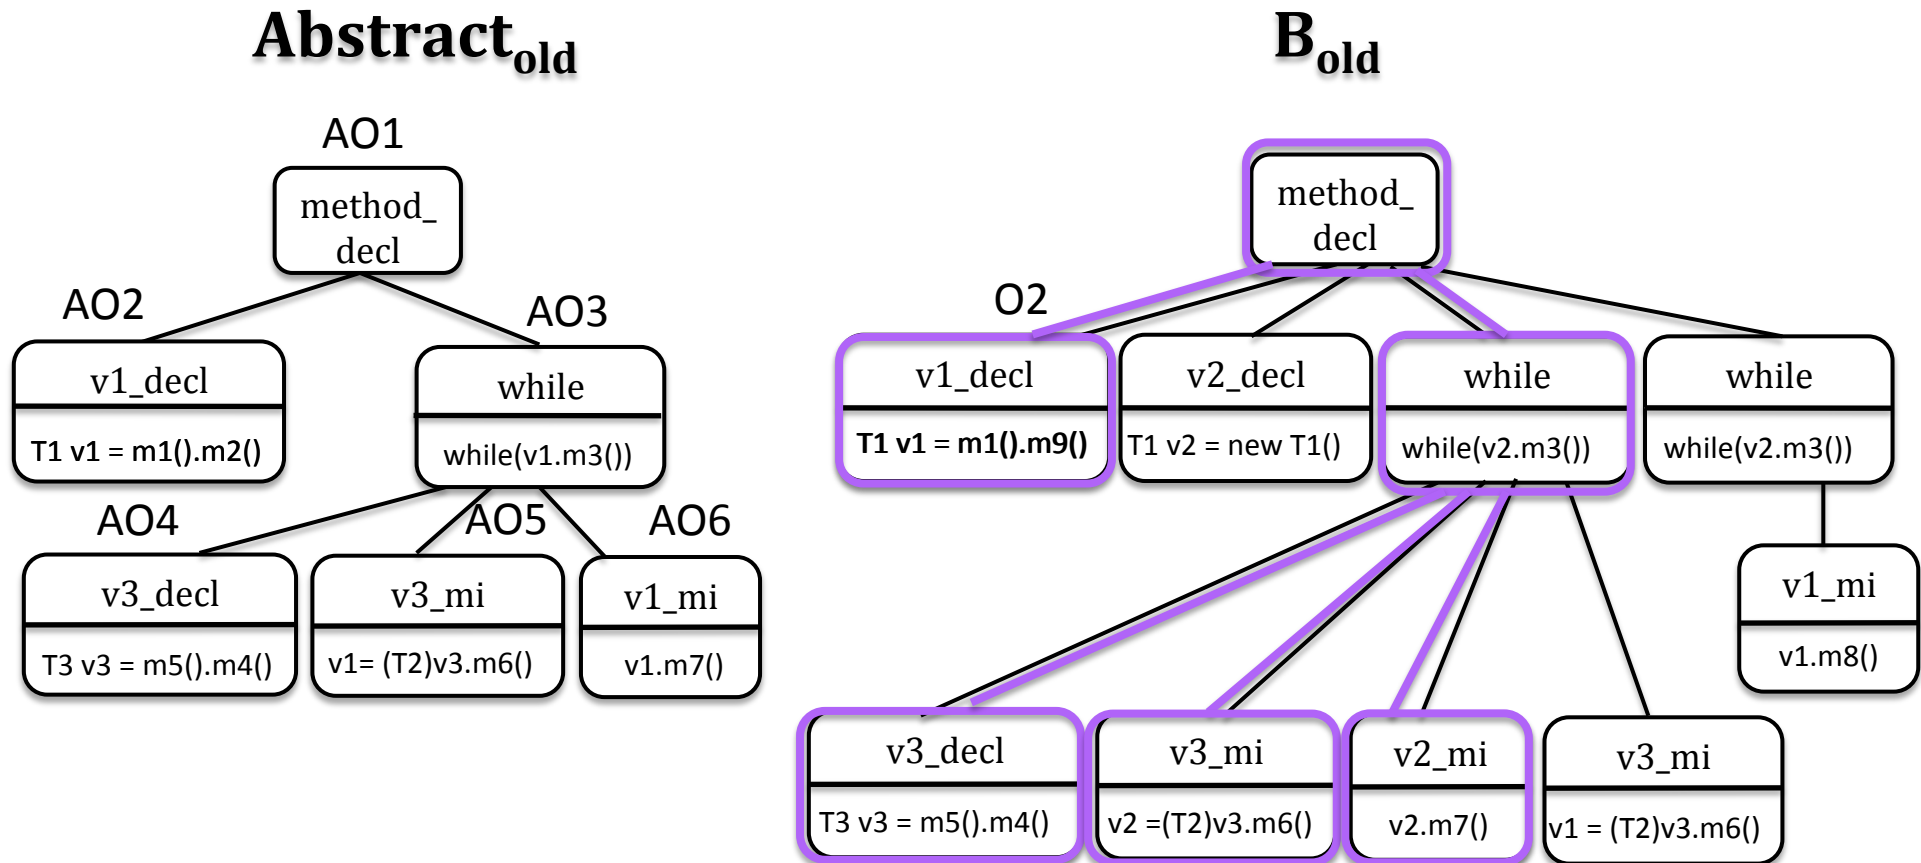 Abstract_old
B_old
AO1
method_
decl
AO2
AO3
v1_decl
T1 v1 = m1().m2()
while
while(v1.m3())
AO4
AO5
AO6
v3_decl
T3 v3 = m5().m4()
v3_mi
v1= (T2)v3.m6()
v1_mi
v1.m7()
method_
decl
O2
v1_decl
T1 v1 = m1().m9()
v2_decl
T1 v2 = new T1()
while
while(v2.m3())
while
while(v2.m3())
v1_mi
v1.m8()
v3_decl
T3 v3 = m5().m4()
v3_mi
v2 =(T2)v3.m6()
v2_mi
v2.m7()
v3_mi
v1 = (T2)v3.m6()